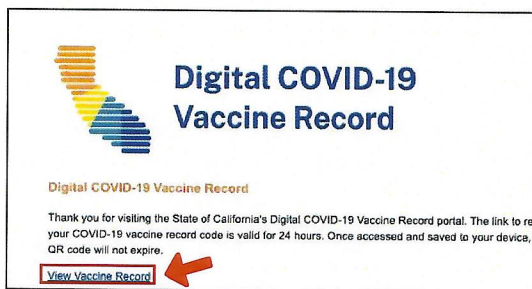 Digital COVID-19
Vaccine Record
Digital COVID-19 Vaccine Record
Thank you for visiting the State of California's Digital COVID-19 Vaccine Record portal. The link to
your COVID-19 vaccine record code is valid for 24 hours. Once accessed and saved to your device,
QR code will not expire.
View Vaccine Record